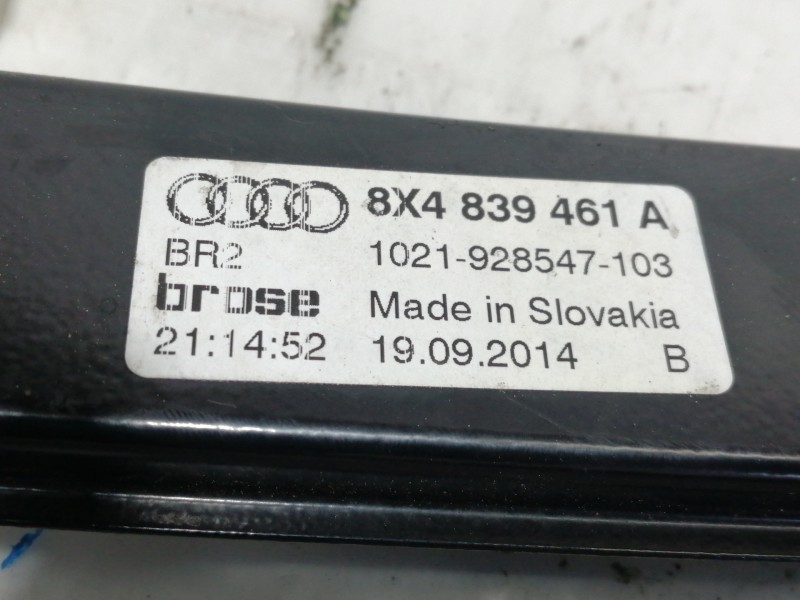 8X4 839 461 A
BR2 1021-928547-103
brose Made in Slovakia
21:14:52 19.09.2014 B